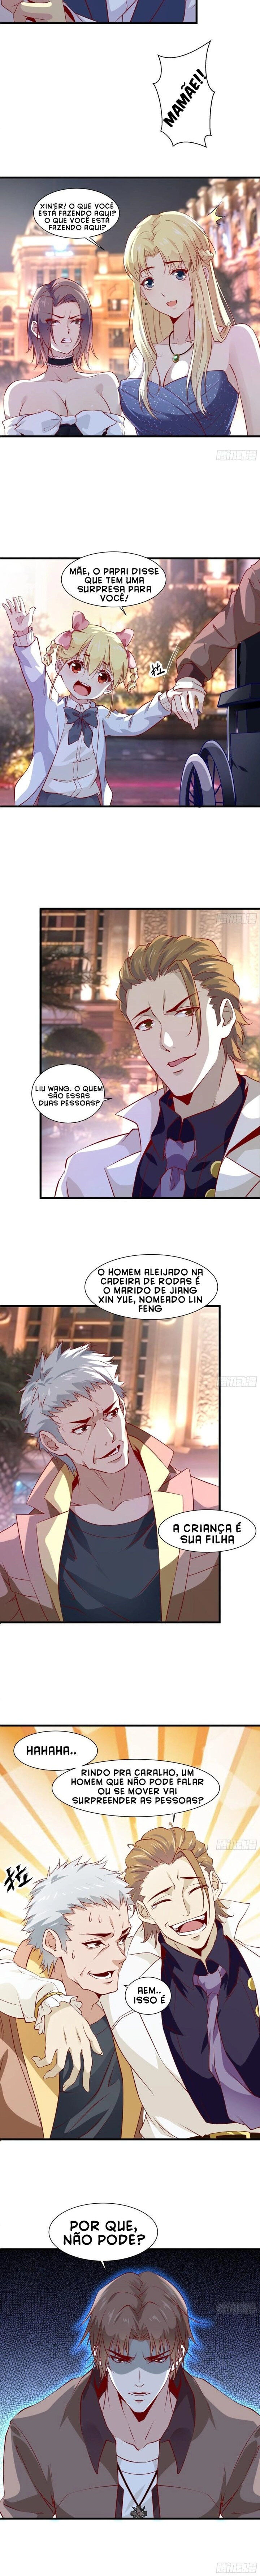 MAMÃE!!
XIN'ER! O QUE VOCÊ
ESTÁ FAZENDO AQUI?
O QUE VOCÊ ESTÁ
FAZENDO AQUI?
MÃE, O PAPAI DISSE
QUE TEM UMA
SURPRESA PARA
VOCÊ!
拉
LIU WANG. O QUEM
SÃO ESSAS
DUAS PESSOAS?
O HOMEM ALEIJADO NA
CADEIRA DE RODAS É
O MARIDO DE JIANG
XIN YUE, NOMEADO LIN
FENG
A CRIANÇA É
SUA FILHA
HAHAHA..
RINDO PRA CARALHO, UM
HOMEM QUE NÃO PODE FALAR
OU SE MOVER VAI
SURPREENDER AS PESSOAS?
拉
AEM..
ISSO É
POR QUE,
NÃO PODE?